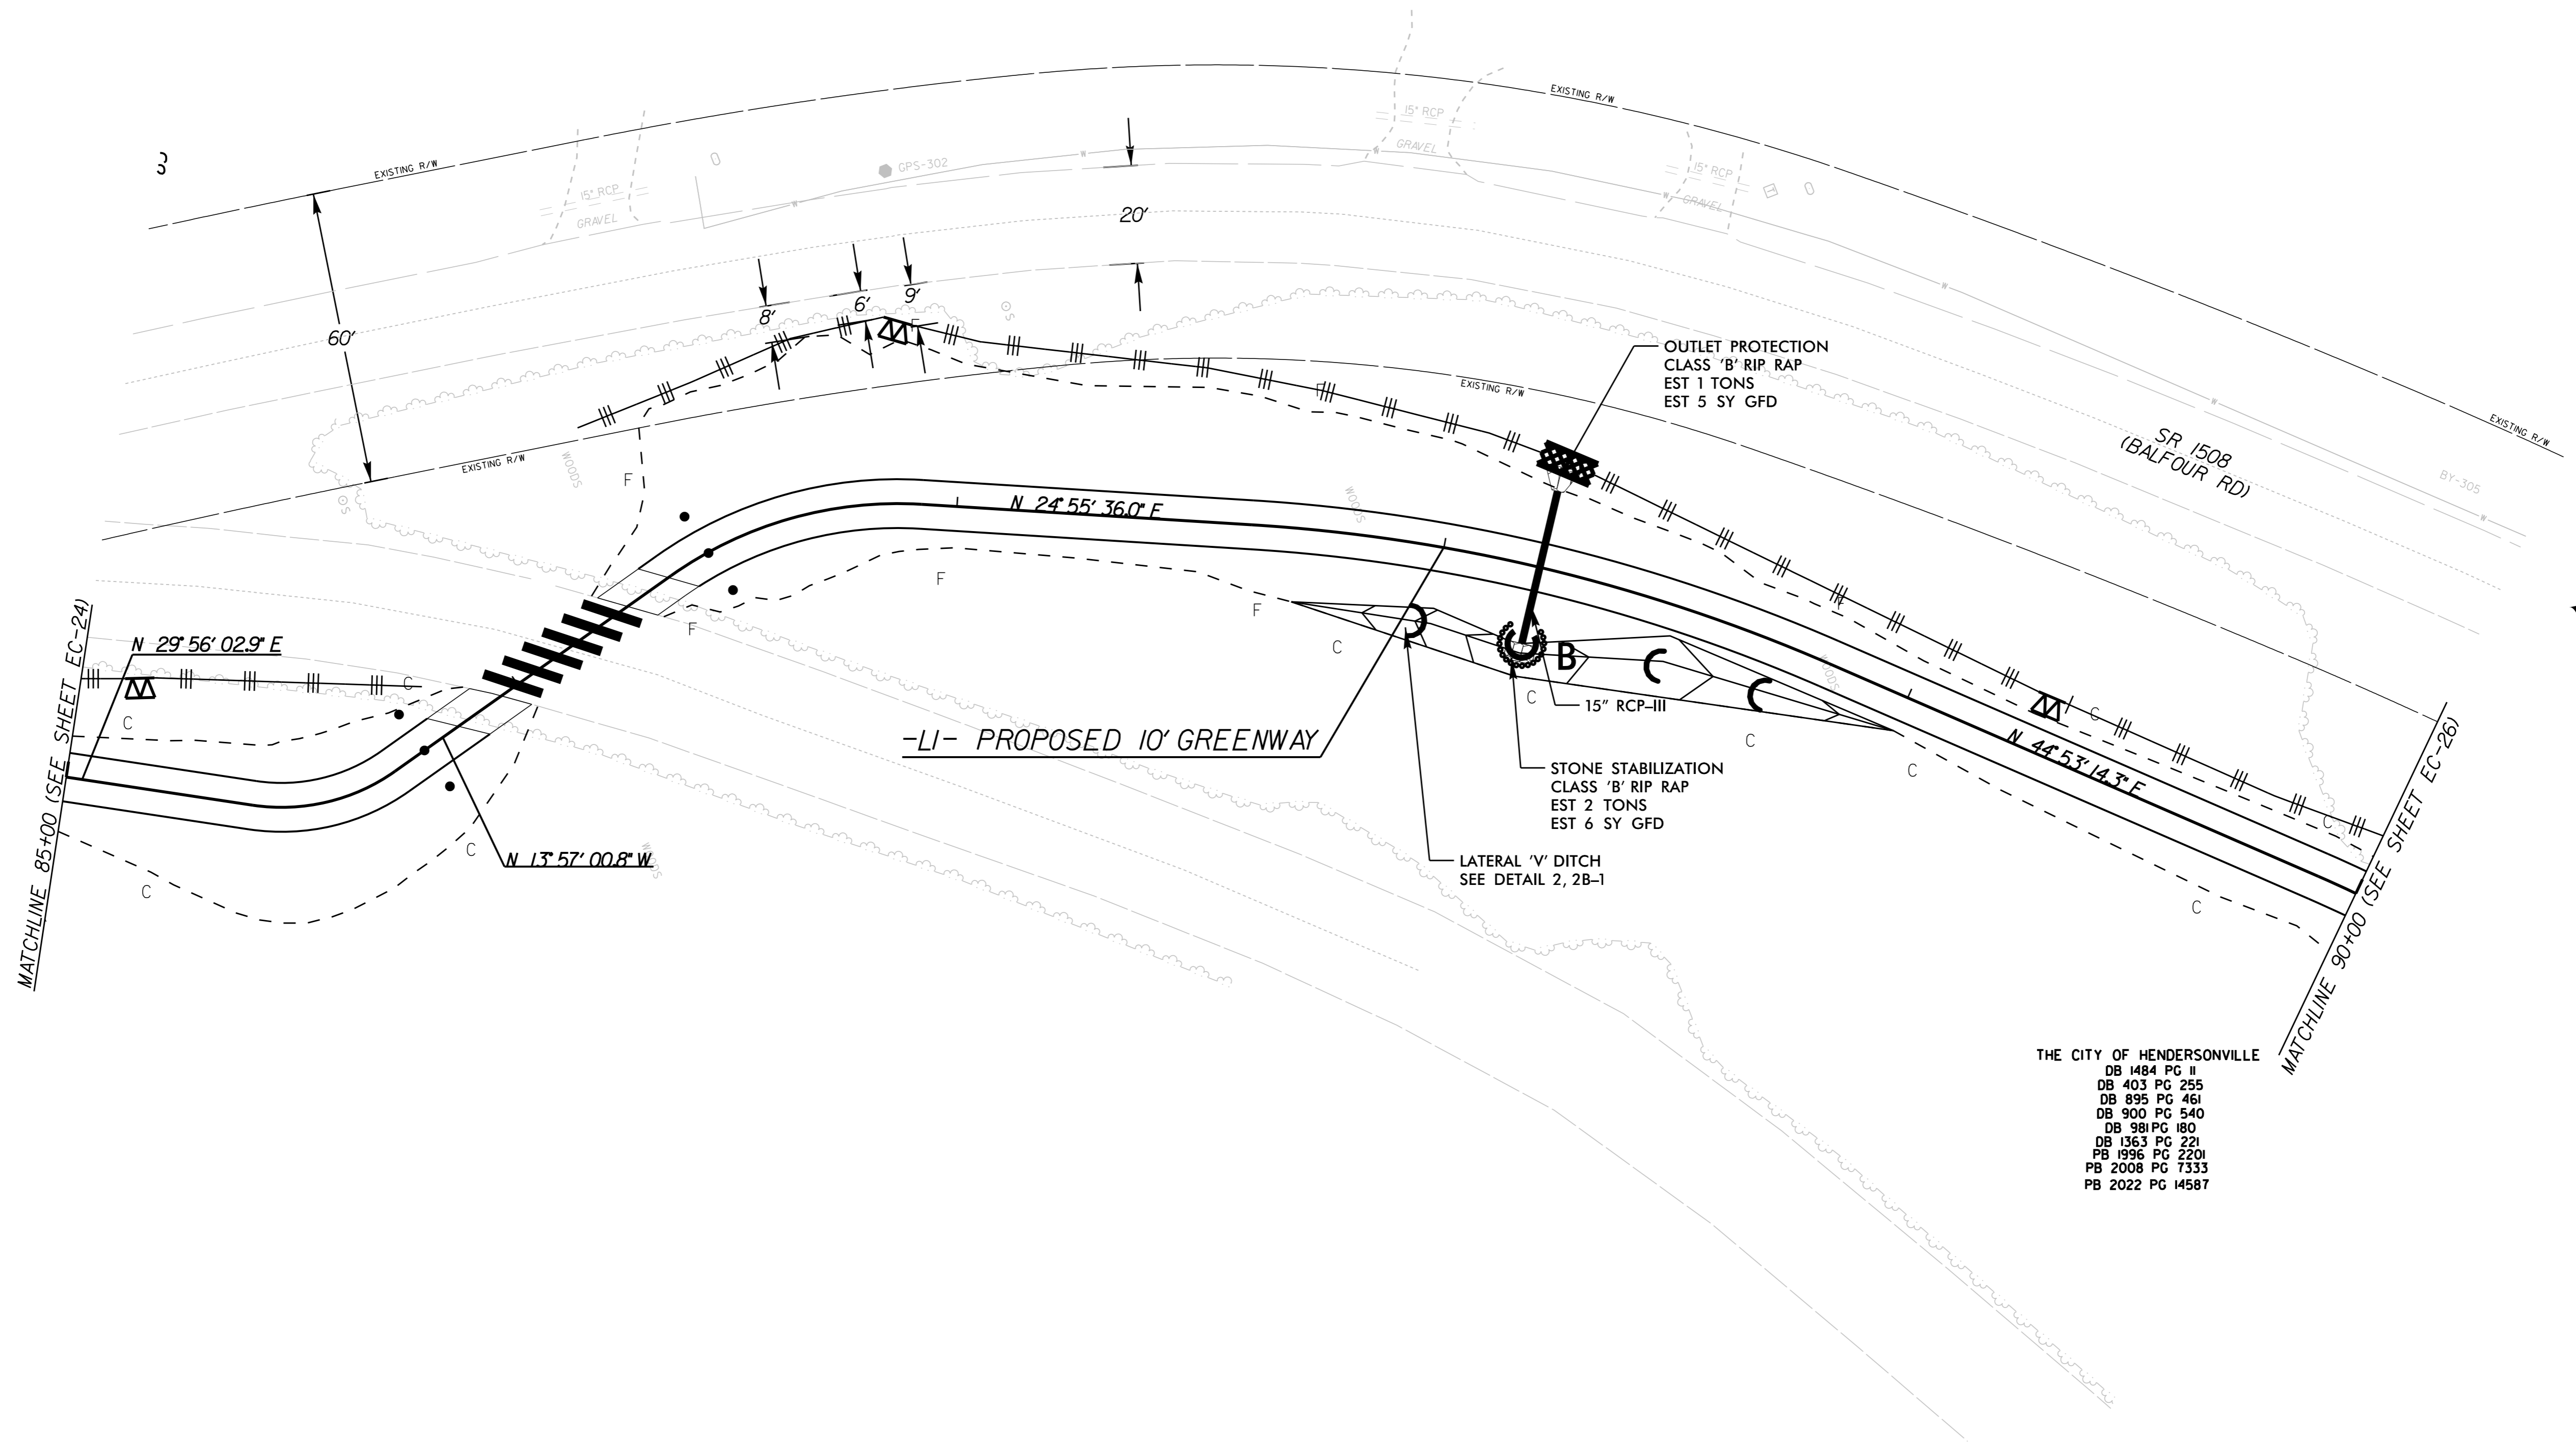 EXISTING R/W
15" RCP
GRAVEL
EXISTING R/W
15" RCP
GRAVEL
GPS-302
15" RCP
GRAVEL
20'
60'
8'
6'
9'
F
OUTLET PROTECTION
CLASS 'B' RIP RAP
EST 1 TONS
EST 5 SY GFD
EXISTING R/W
EXISTING R/W
SR 1508
(BALFOUR RD)
BY-305
EXISTING R/W
WOODS
S
S
F
F
WOODS
N 24°55' 36.0" E
F
F
F
F
C
MATCHLINE 85+00 (SEE SHEET EC-24)
N 29°56' 02.9" E
C
C
B
C
15" RCP-III
WOODS
C
-L1- PROPOSED 10' GREENWAY
C
C
N 44°53' 14.3" E
C
C
STONE STABILIZATION
CLASS 'B' RIP RAP
EST 2 TONS
EST 6 SY GFD
N 13°57' 00.8" W
WOODS
C
C
LATERAL 'V' DITCH
SEE DETAIL 2, 2B-1
MATCHLINE 90+00 (SEE SHEET EC-26)
THE CITY OF HENDERSONVILLE
DB 1484 PG 11
DB 403 PG 255
DB 895 PG 461
DB 900 PG 540
DB 981 PG 180
DB 1363 PG 221
PB 1996 PG 2201
PB 2008 PG 7333
PB 2022 PG 14587